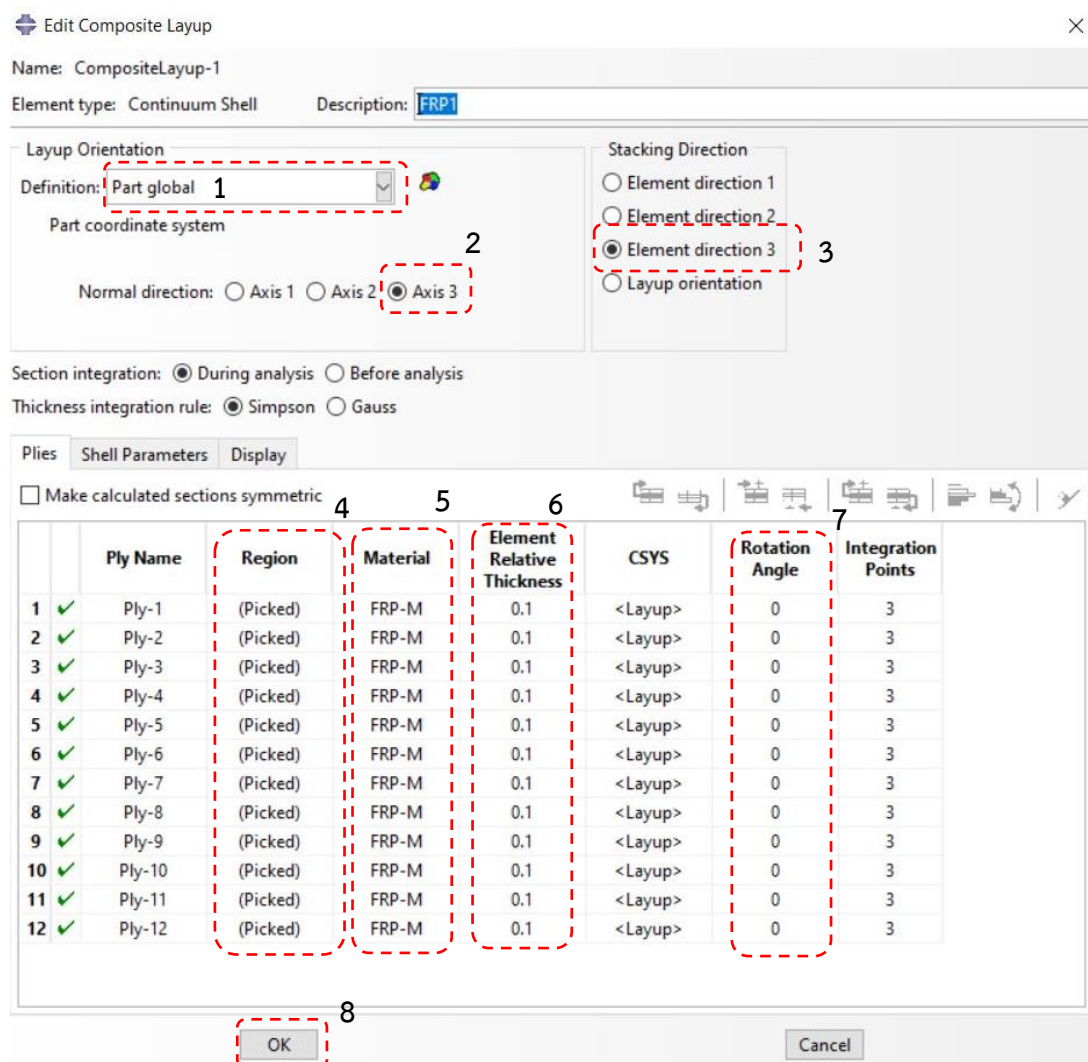 Edit Composite Layup
Name: CompositeLayup-1
Element type: Continuum Shell Description: FRP1
Layup Orientation
Definition: Part global 1
Part coordinate system
2
Normal direction: Axis 1 Axis 2 Axis 3
Stacking Direction
Element direction 1
Element direction 2
Element direction 3 3
Layup orientation
Section integration: During analysis Before analysis
Thickness integration rule: Simpson Gauss
Plies Shell Parameters Display
Make calculated sections symmetric
4 5 6 7
Ply Name Region Material Element Relative Thickness CSYS Rotation Angle Integration Points
1 Ply-1 (Picked) FRP-M 0.1 <Layup> 0 3
2 Ply-2 (Picked) FRP-M 0.1 <Layup> 0 3
3 Ply-3 (Picked) FRP-M 0.1 <Layup> 0 3
4 Ply-4 (Picked) FRP-M 0.1 <Layup> 0 3
5 Ply-5 (Picked) FRP-M 0.1 <Layup> 0 3
6 Ply-6 (Picked) FRP-M 0.1 <Layup> 0 3
7 Ply-7 (Picked) FRP-M 0.1 <Layup> 0 3
8 Ply-8 (Picked) FRP-M 0.1 <Layup> 0 3
9 Ply-9 (Picked) FRP-M 0.1 <Layup> 0 3
10 Ply-10 (Picked) FRP-M 0.1 <Layup> 0 3
11 Ply-11 (Picked) FRP-M 0.1 <Layup> 0 3
12 Ply-12 (Picked) FRP-M 0.1 <Layup> 0 3
8
OK Cancel